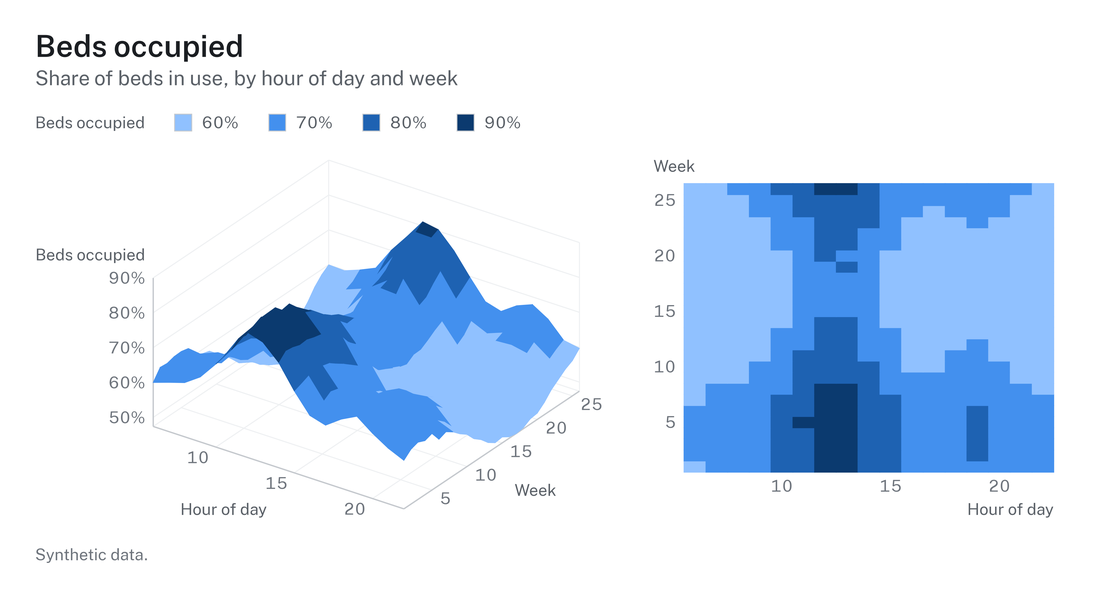 Beds occupied
Share of beds in use, by hour of day and week
Beds occupied 60% 70% 80% 90%
Beds occupied
90%
80%
70%
60%
50%
10
15
20
Hour of day
5
10
15
20
25
Week
Week
25
20
15
10
5
10 15 20
Hour of day
Synthetic data.